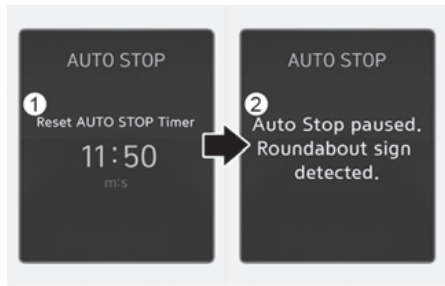 AUTO STOP
1
Reset AUTO STOP Timer
11:50
m:s
AUTO STOP
2
Auto Stop paused.
Roundabout sign
detected.